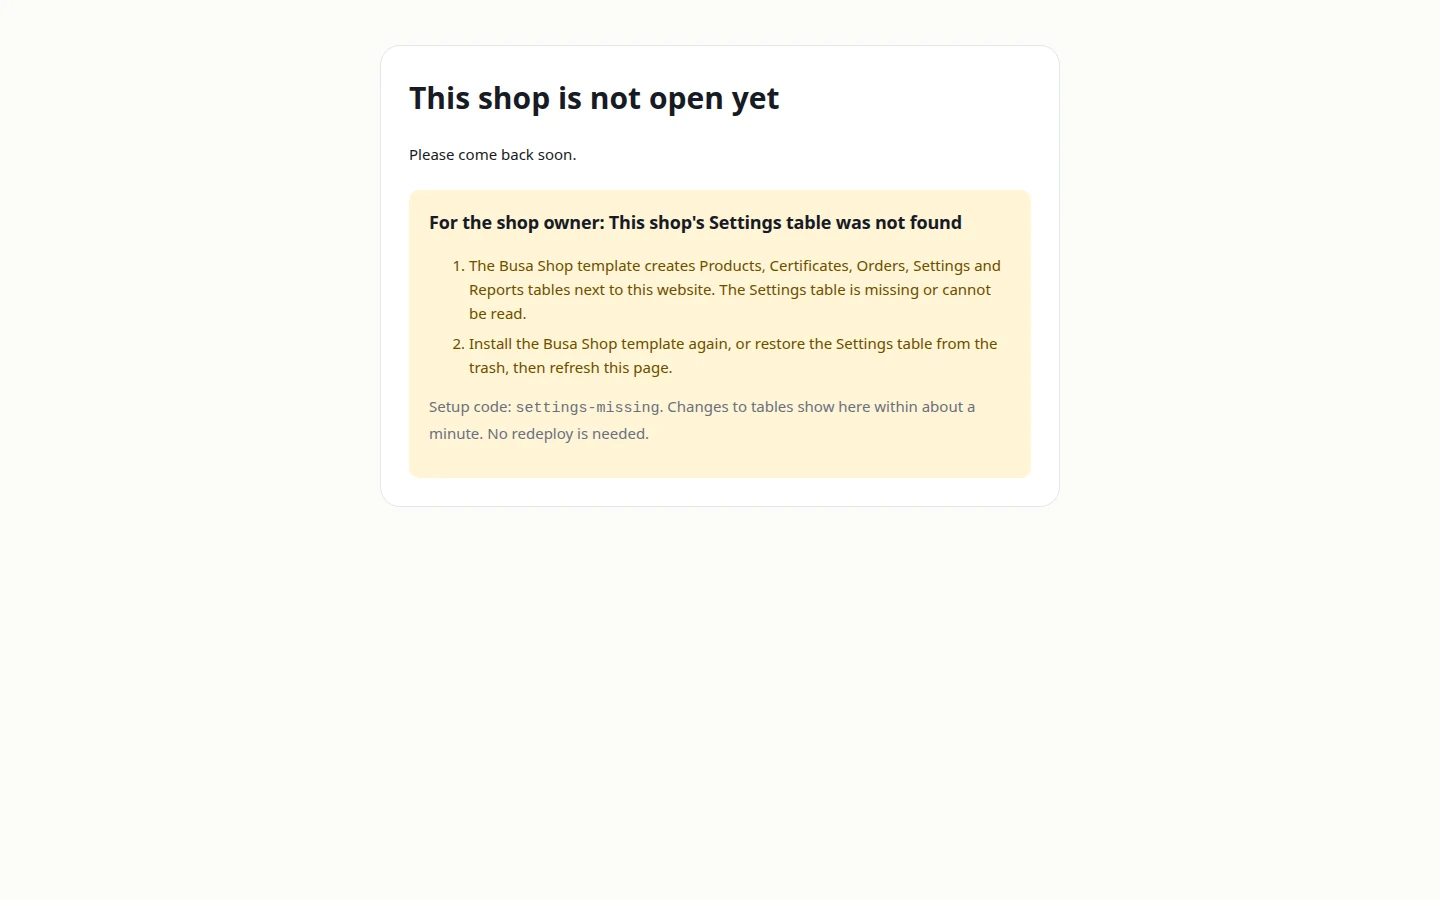 This shop is not open yet
Please come back soon.
For the shop owner: This shop's Settings table was not found
1. The Busa Shop template creates Products, Certificates, Orders, Settings and
Reports tables next to this website. The Settings table is missing or cannot
be read.
2. Install the Busa Shop template again, or restore the Settings table from the
trash, then refresh this page.
Setup code: settings-missing. Changes to tables show here within about a
minute. No redeploy is needed.